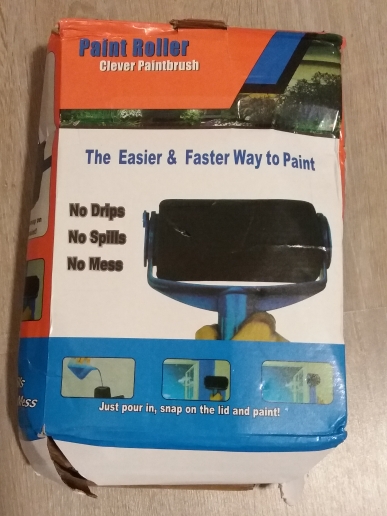 Paint Roller
Clever Paintbrush
The Easier & Faster Way to Paint
No Drips
No Spills
No Mess
Just pour in, snap on the lid and paint!
Mess